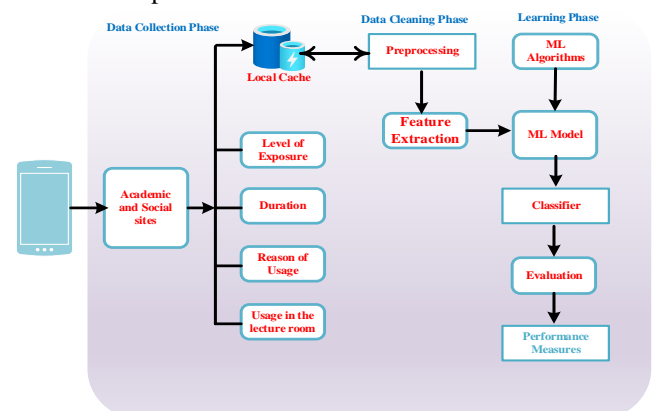 Data Collection Phase
Data Cleaning Phase
Learning Phase
Local Cache
Preprocessing
ML
Algorithms
Feature
Extraction
ML Model
Level of
Exposure
Academic
and Social
sites
Duration
Classifier
Reason of
Usage
Evaluation
Usage in the
lecture room
Performance
Measures